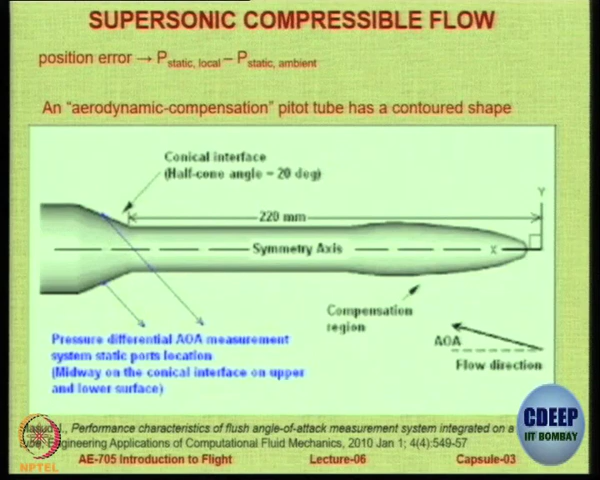 SUPERSONIC COMPRESSIBLE FLOW
position error → Pstatic, local – Pstatic, ambient
An “aerodynamic-compensation” pitot tube has a contoured shape
Conical interface
(Half-cone angle = 20 deg)
Y
220 mm
Symmetry Axis
X
Compensation
region
AOA
Flow direction
Pressure differential AOA measurement
system static ports location
(Midway on the conical interface on upper
and lower surface)
J., Performance characteristics of flush angle-of-attack measurement system integrated on a
Engineering Applications of Computational Fluid Mechanics, 2010 Jan 1; 4(4):549-57
CDEEP
IIT BOMBAY
NPTEL
AE-705 Introduction to Flight Lecture-06 Capsule-03